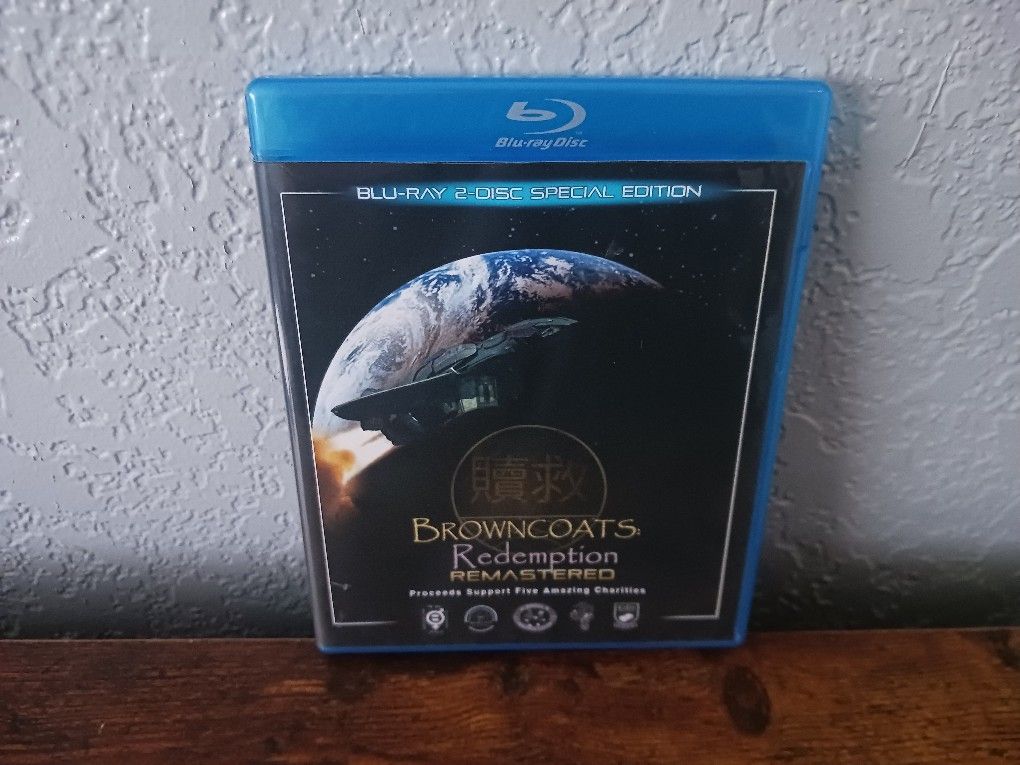 Blu-ray Disc
BLU-RAY 2-DISC SPECIAL EDITION
贖救
BROWNCOATS:
Redemption
REMASTERED
Proceeds Support Five Amazing Charities